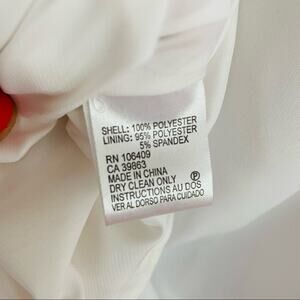 SHELL: 100% POLYESTER
LINING: 95% POLYESTER
5% SPANDEX
RN 106409
CA 39863
MADE IN CHINA
DRY CLEAN ONLY Ⓟ
INSTRUCTIONS AU DOS
VER AL DORSO PARA CUIDADO